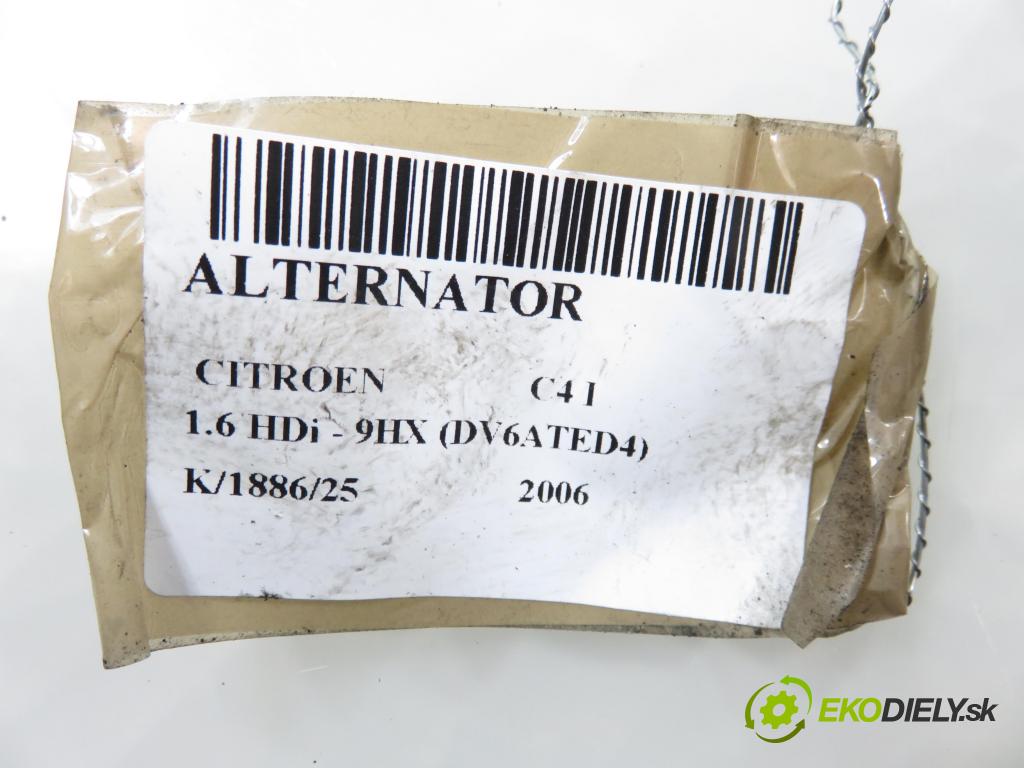 ALTERNATOR
CITROEN C4 I
1.6 HDi - 9HX (DV6ATED4)
K/1886/25 2006
EKODIELY.sk